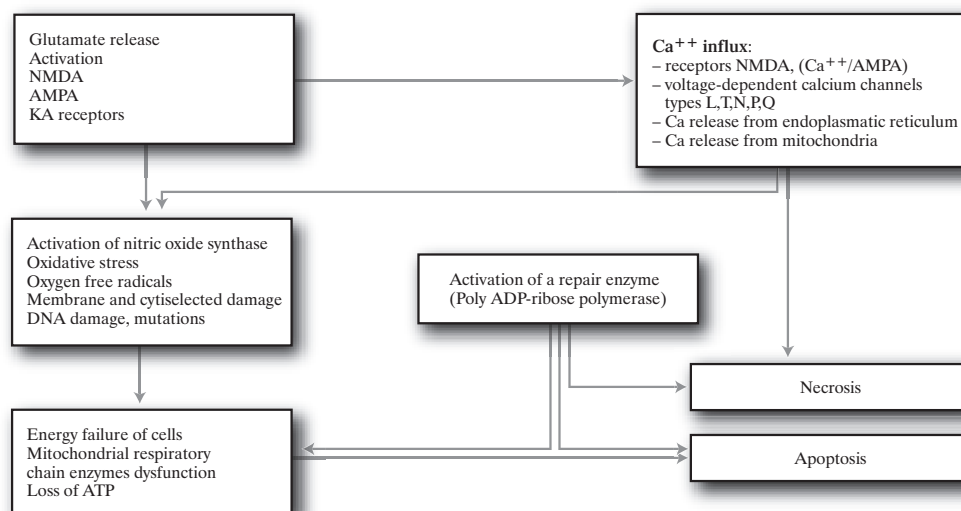 Glutamate release
Activation
NMDA
AMPA
KA receptors
Ca++ influx:
– receptors NMDA, (Ca++/AMPA)
– voltage-dependent calcium channels
types L,T,N,P,Q
– Ca release from endoplasmatic reticulum
– Ca release from mitochondria
Activation of nitric oxide synthase
Oxidative stress
Oxygen free radicals
Membrane and cytiselected damage
DNA damage, mutations
Activation of a repair enzyme
(Poly ADP-ribose polymerase)
Necrosis
Energy failure of cells
Mitochondrial respiratory
chain enzymes dysfunction
Loss of ATP
Apoptosis